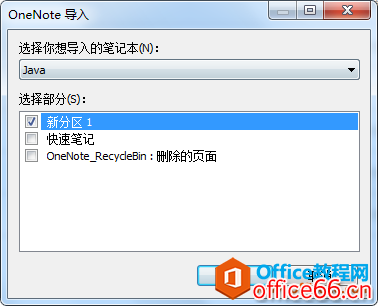 OneNote 导入
选择你想导入的笔记本(N):
Java
选择部分(S):
新分区 1
快速笔记
OneNote_RecycleBin : 删除的页面
Office教程网
office66.cn